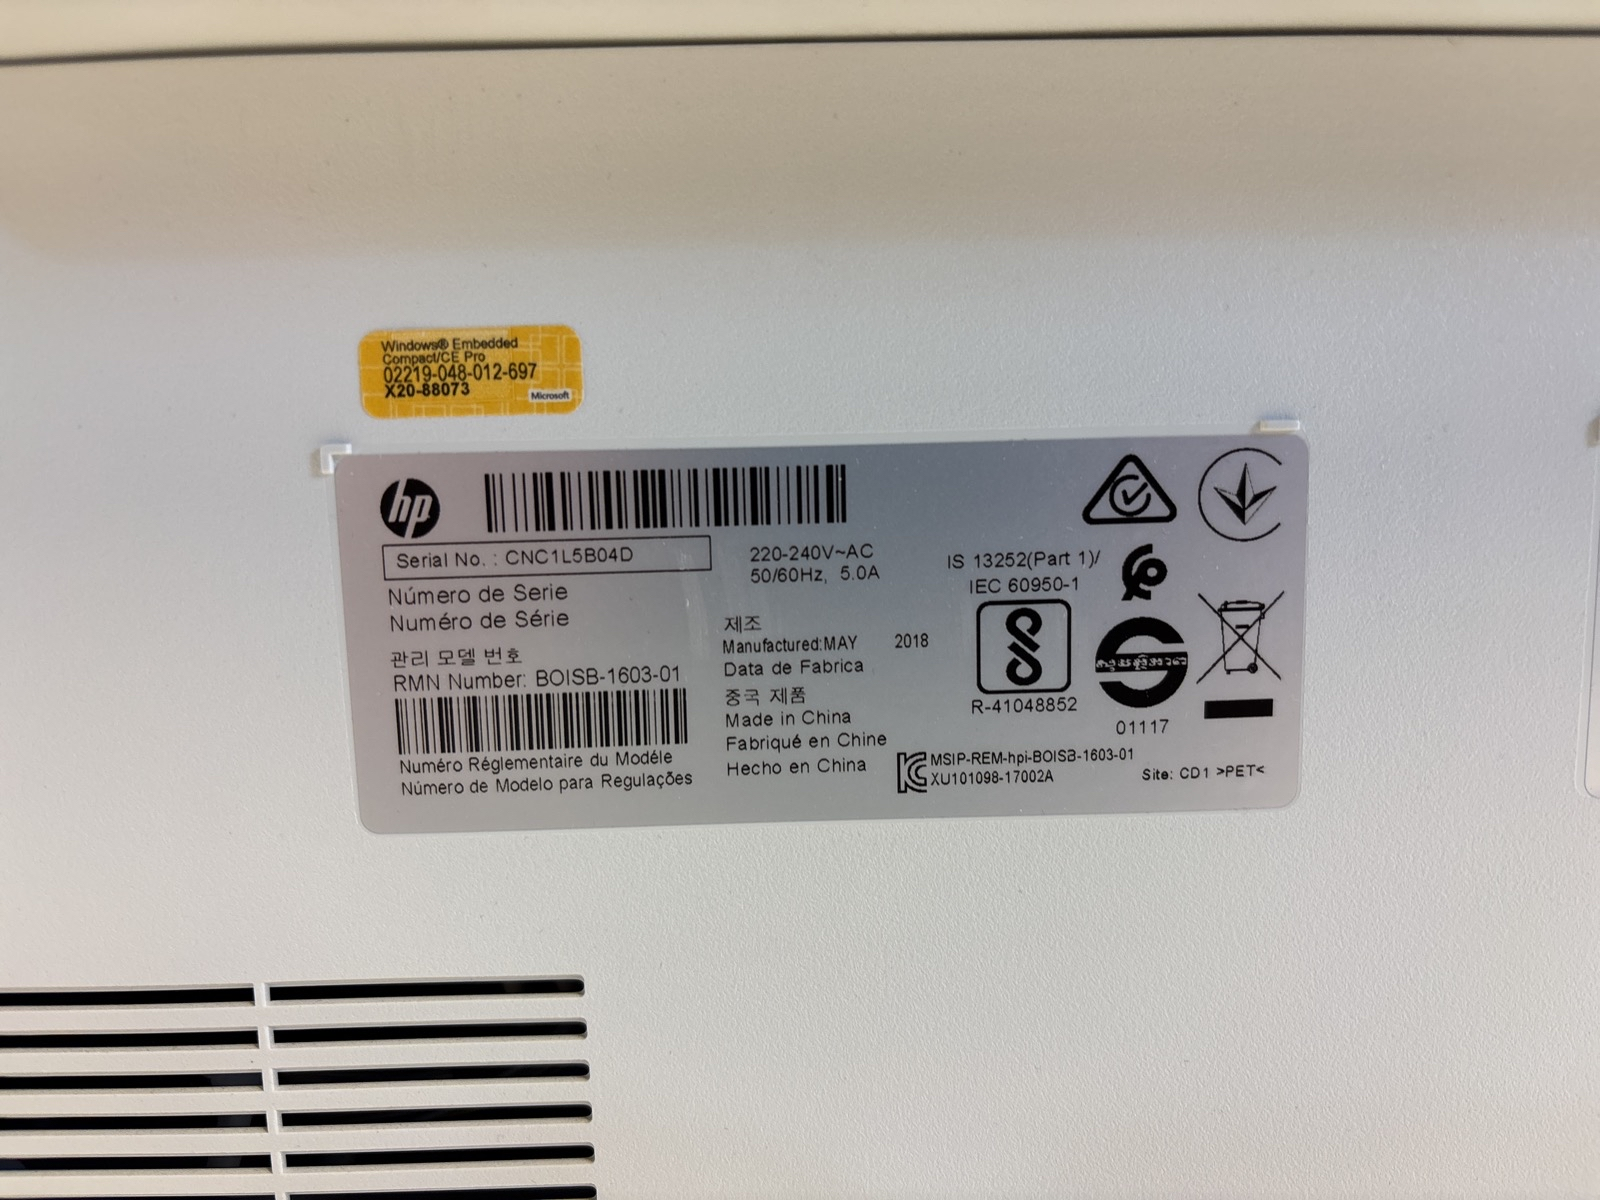 Windows® Embedded
Compact/CE Pro
02219-048-012-697
X20-88073
Microsoft
hp
Serial No. : CNC1L5B04D
Número de Serie
Numéro de Série
관리 모델 번호
RMN Number: BOISB-1603-01
Numéro Réglementaire du Modéle
Número de Modelo para Regulações
220-240V~AC
50/60Hz, 5.0A
제조
Manufactured:MAY 2018
Data de Fabrica
중국 제품
Made in China
Fabriqué en Chine
Hecho en China
IS 13252(Part 1)/
IEC 60950-1
R-41048852
01117
MSIP-REM-hpi-BOISB-1603-01
XU101098-17002A
Site: CD1 >PET<